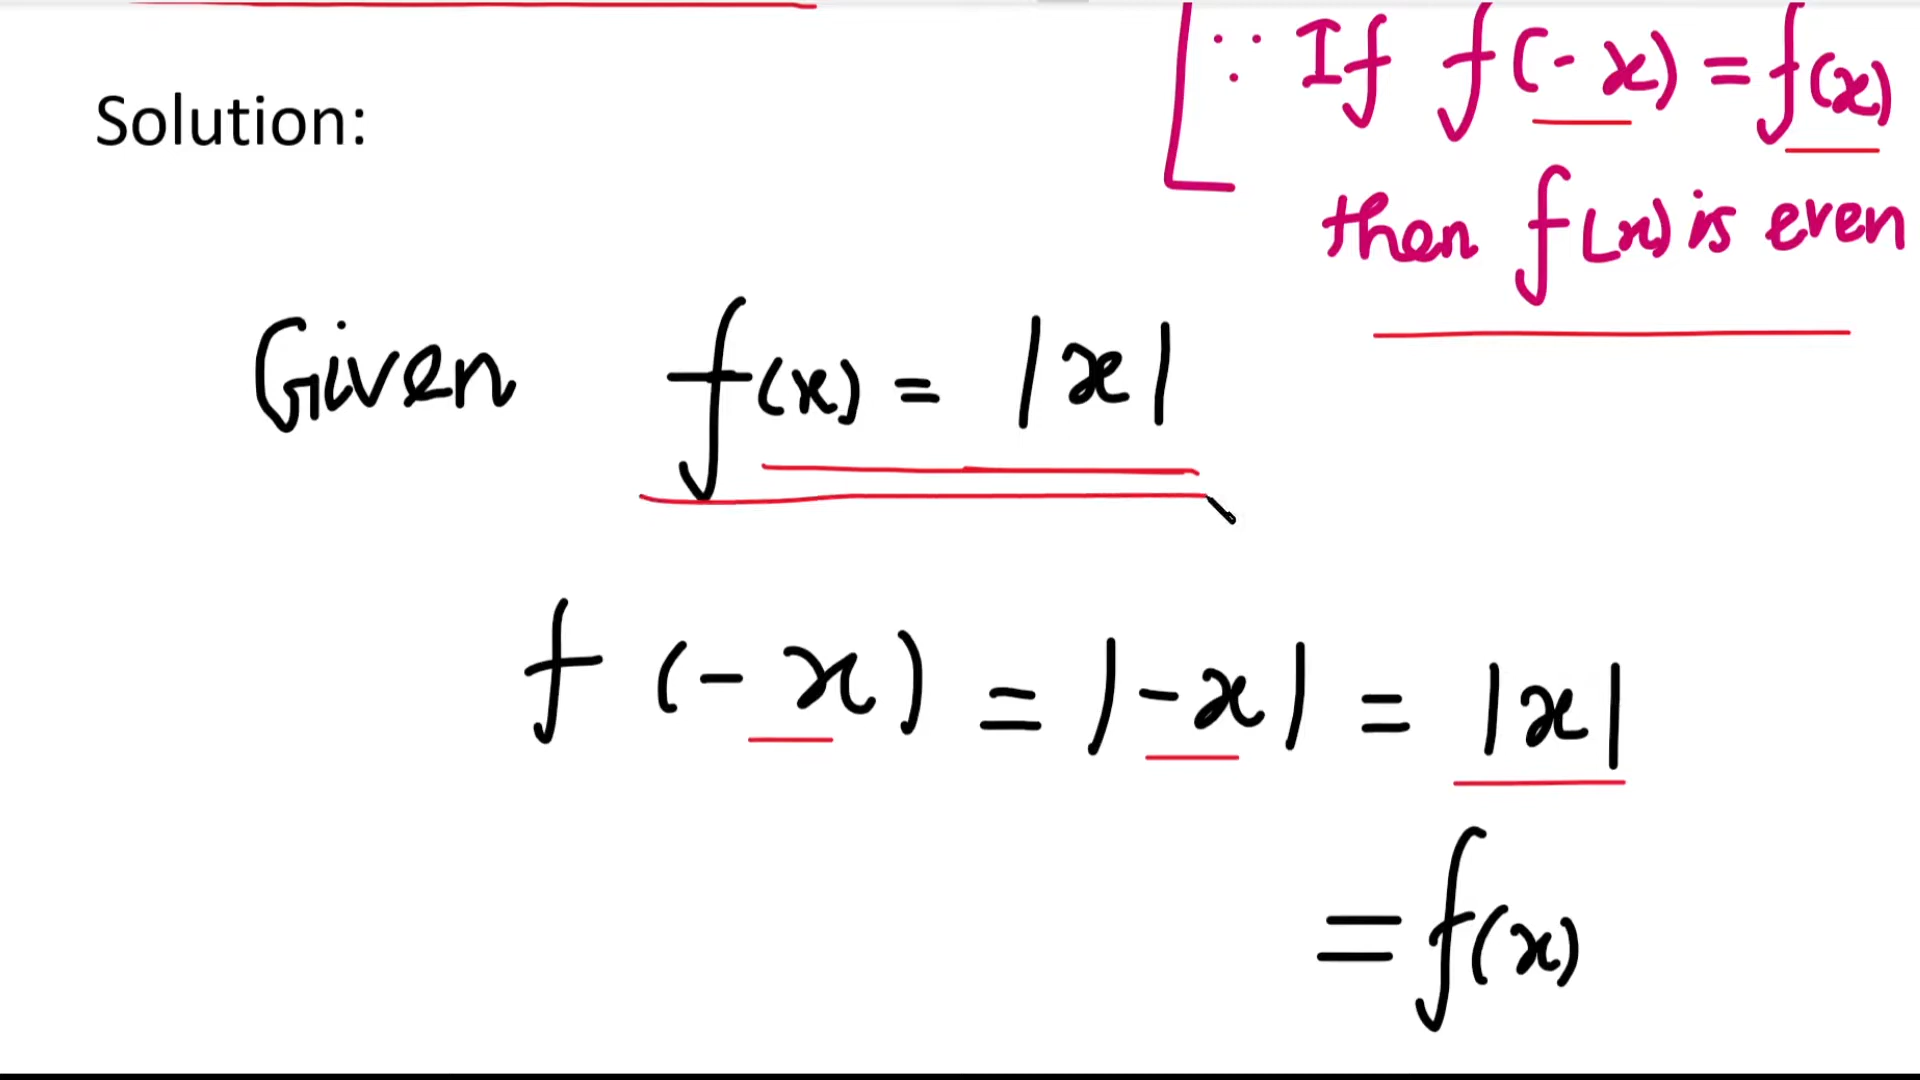 ∵ If f(-x) = f(x)
Solution:
then f(x) is even
Given f(x) = |x|
f(-x) = |-x| = |x|
= f(x)